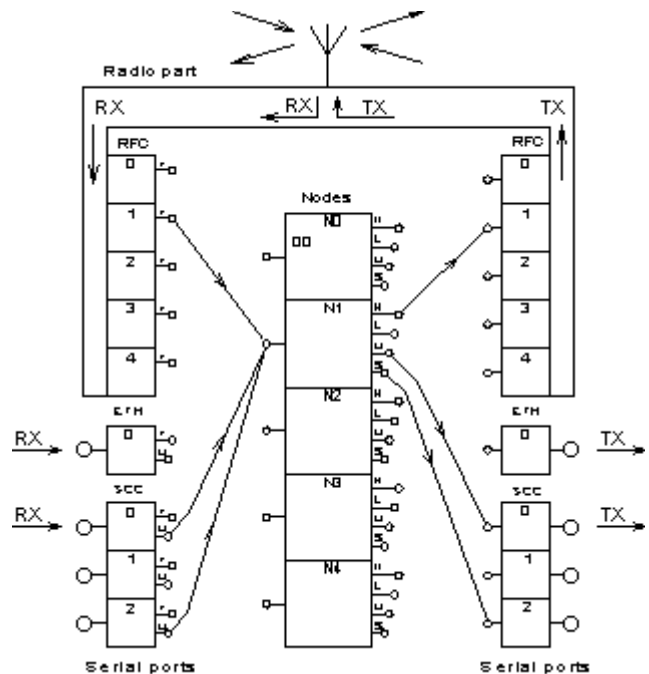 Radio part
RX
RX
TX
TX
RFC
RFC
0
r
0
Nodes
1
r
N0
H
1
00
L
2
r
U
2
S
3
r
N1
H
3
L
4
r
U
4
S
ETH
N2
H
ETH
RX
0
r
L
0
TX
u
U
S
SCC
N3
H
SCC
RX
0
r
L
0
TX
u
U
1
r
S
1
u
N4
H
2
r
L
2
u
U
S
Serial ports
Serial ports